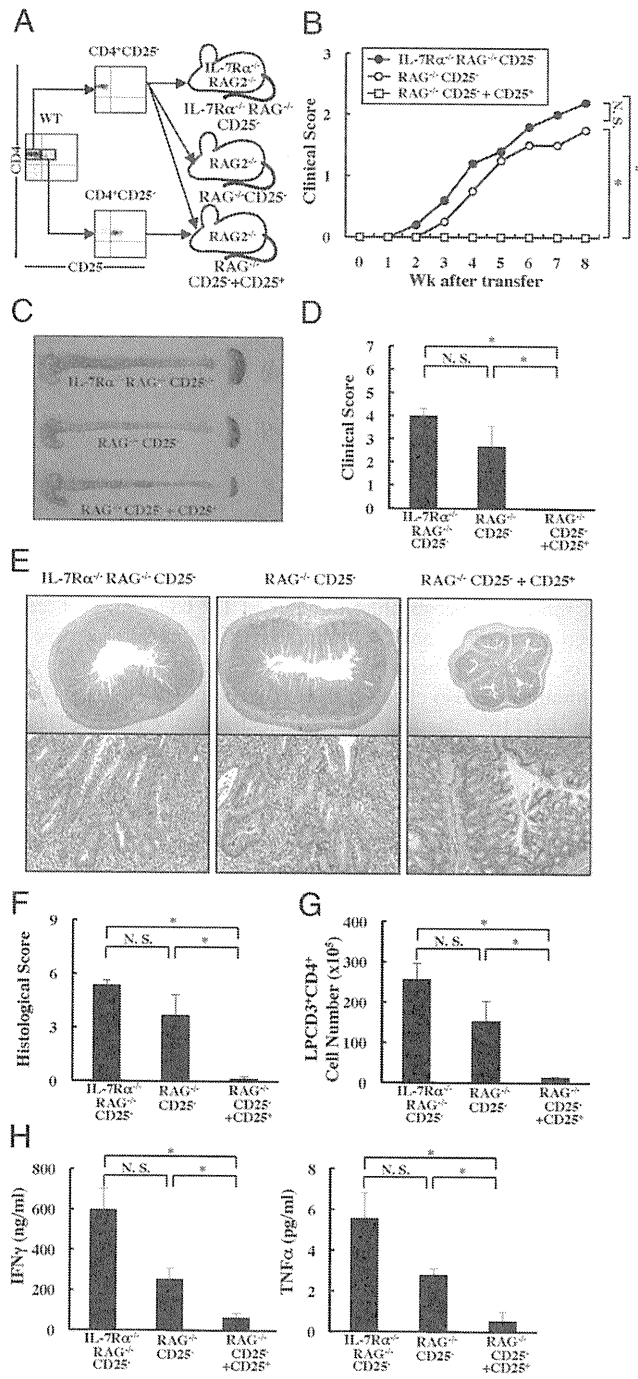 A
CD4⁺CD25⁻
WT
CD4
IL-7Rα⁻/⁻
RAG2⁻/⁻
IL-7Rα⁻/⁻ RAG⁻/⁻
CD25⁻
RAG2⁻/⁻
RAG⁻/⁻ CD25⁻
CD4⁺CD25⁻
RAG2⁻/⁻
CD25
RAG⁻/⁻
CD25⁻+CD25⁺
B
Clinical Score
3
2
1
0
IL-7Rα⁻/⁻ RAG⁻/⁻ CD25⁻
RAG⁻/⁻ CD25⁻
RAG⁻/⁻ CD25⁻ + CD25⁺
N. S.
*
0 1 2 3 4 5 6 7 8
Wk after transfer
C
IL-7Rα⁻/⁻ RAG⁻/⁻ CD25⁻
RAG⁻/⁻ CD25⁻
RAG⁻/⁻ CD25⁻ + CD25⁺
D
Clinical Score
7
6
5
4
3
2
1
0
*
N. S. *
IL-7Rα⁻/⁻
RAG⁻/⁻
CD25⁻
RAG⁻/⁻
CD25⁻
RAG⁻/⁻
CD25⁻
+CD25⁺
E
IL-7Rα⁻/⁻ RAG⁻/⁻ CD25⁻ RAG⁻/⁻ CD25⁻ RAG⁻/⁻ CD25⁻ + CD25⁺
F
Histological Score
9
6
3
0
*
N. S. *
IL-7Rα⁻/⁻
RAG⁻/⁻
CD25⁻
RAG⁻/⁻
CD25⁻
RAG⁻/⁻
CD25⁻
+CD25⁺
G
LPCD3⁺CD4⁺
Cell Number (x10⁵)
400
300
200
100
0
*
N. S. *
IL-7Rα⁻/⁻
RAG⁻/⁻
CD25⁻
RAG⁻/⁻
CD25⁻
RAG⁻/⁻
CD25⁻
+CD25⁺
H
IFNγ (ng/ml)
800
600
400
200
0
*
N. S. *
IL-7Rα⁻/⁻
RAG⁻/⁻
CD25⁻
RAG⁻/⁻
CD25⁻
RAG⁻/⁻
CD25⁻
+CD25⁺
TNFα (pg/ml)
8
6
4
2
0
*
N. S. *
IL-7Rα⁻/⁻
RAG⁻/⁻
CD25⁻
RAG⁻/⁻
CD25⁻
RAG⁻/⁻
CD25⁻
+CD25⁺